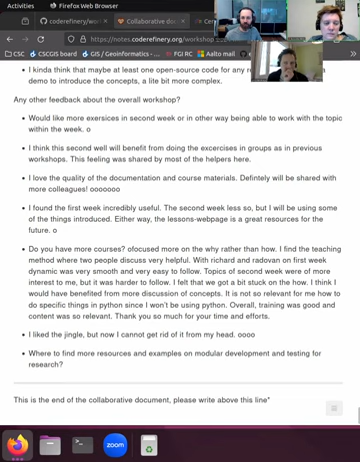 Activities
Firefox Web Browser
coderefinery/w
Collaborative doc
Cer
https://notes.coderefinery.org/workshop
CSC
CSCGIS board
GIS / Geoinformatics -
FGI RC
Aalto mail
I kinda think that maybe at least one open-source code for any re
demo to introduce the concepts, a lite bit more complex.
Any other feedback about the overall workshop?
Would like more exersices in second week or in other way being able to work with the topic
within the week. o
I think this second well will benefit from doing the excercises in groups as in previous
workshops. This feeling was shared by most of the helpers here.
I love the quality of the documentation and course materials. Defintely will be shared with
more colleagues! ooooooo
I found the first week incredibly useful. The second week less so, but I will be using some
of the things introduced. Either way, the lessons-webpage is a great resources for the
future. o
Do you have more courses? ofocused more on the why rather than how. I find the teaching
method where two people discuss very helpful. With richard and radovan on first week
dynamic was very smooth and very easy to follow. Topics of second week were of more
interest to me, but it was harder to follow. I felt that we got a bit stuck on the how. I think I
would have benefited from more discussion of concepts. It is not so relevant for me how to
do specific things in python since I won't be using python. Overall, training was good and
content was so relevant. Thank you so much for your time and efforts.
I liked the jingle, but now I cannot get rid of it from my head. oooo
Where to find more resources and examples on modular development and testing for
research?
This is the end of the collaborative document, please write above this line*
zoom